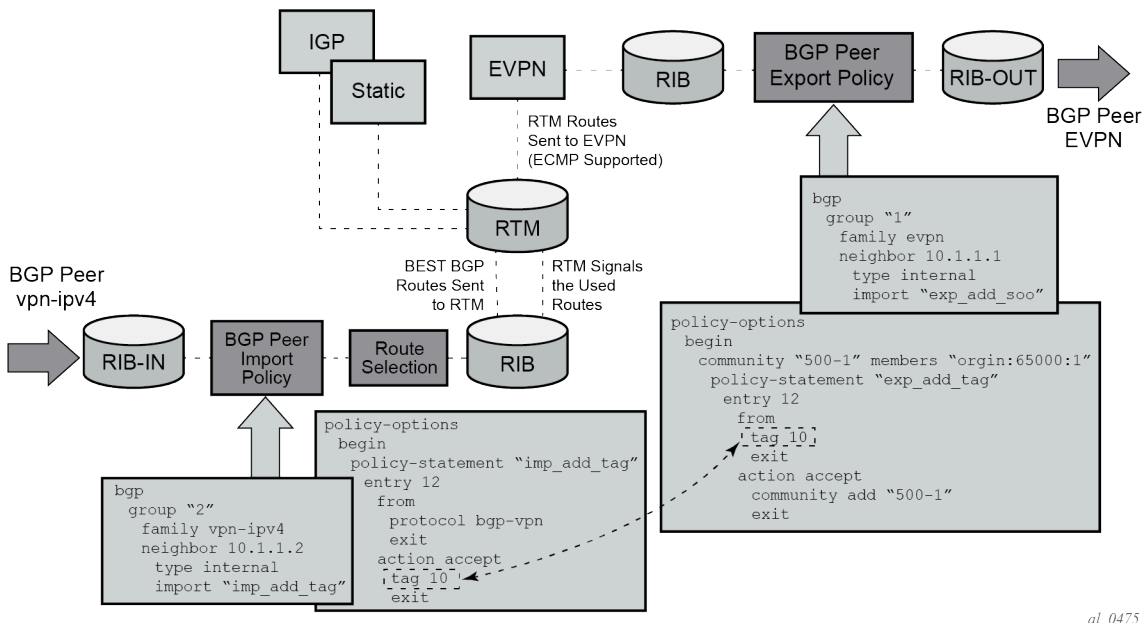 IGP
Static
EVPN
RIB
BGP Peer
Export Policy
RIB-OUT
BGP Peer
EVPN
RTM Routes
Sent to EVPN
(ECMP Supported)
RTM
BEST BGP
Routes Sent
to RTM
RTM Signals
the Used
Routes
BGP Peer
vpn-ipv4
RIB-IN
BGP Peer
Import
Policy
Route
Selection
RIB
bgp
group “1”
family evpn
neighbor 10.1.1.1
type internal
import “exp_add_soo”
policy-options
begin
community “500-1” members “orgin:65000:1”
policy-statement “exp_add_tag”
entry 12
from
tag 10
exit
action accept
community add “500-1”
exit
policy-options
begin
policy-statement “imp_add_tag”
entry 12
from
protocol bgp-vpn
exit
action accept
tag 10
exit
bgp
group “2”
family vpn-ipv4
neighbor 10.1.1.2
type internal
import “imp_add_tag”
al_0475